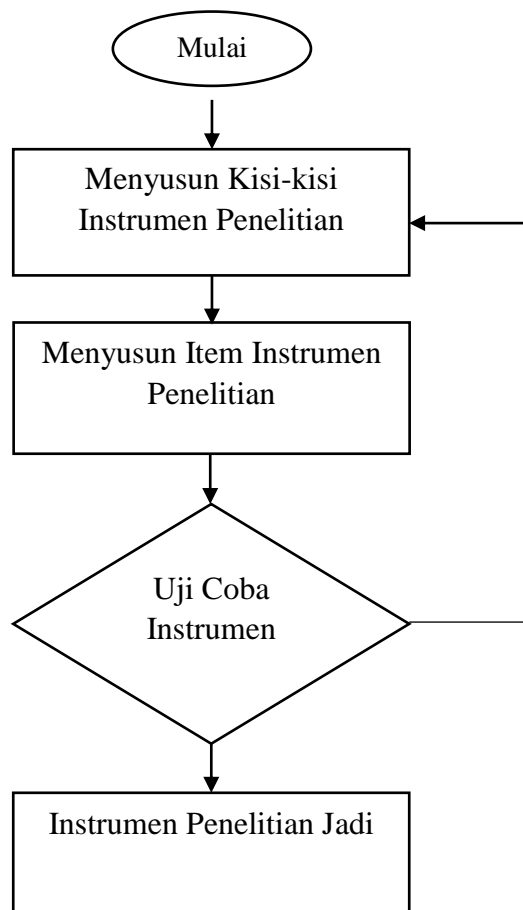 Mulai
Menyusun Kisi-kisi
Instrumen Penelitian
Menyusun Item Instrumen
Penelitian
Uji Coba
Instrumen
Instrumen Penelitian Jadi